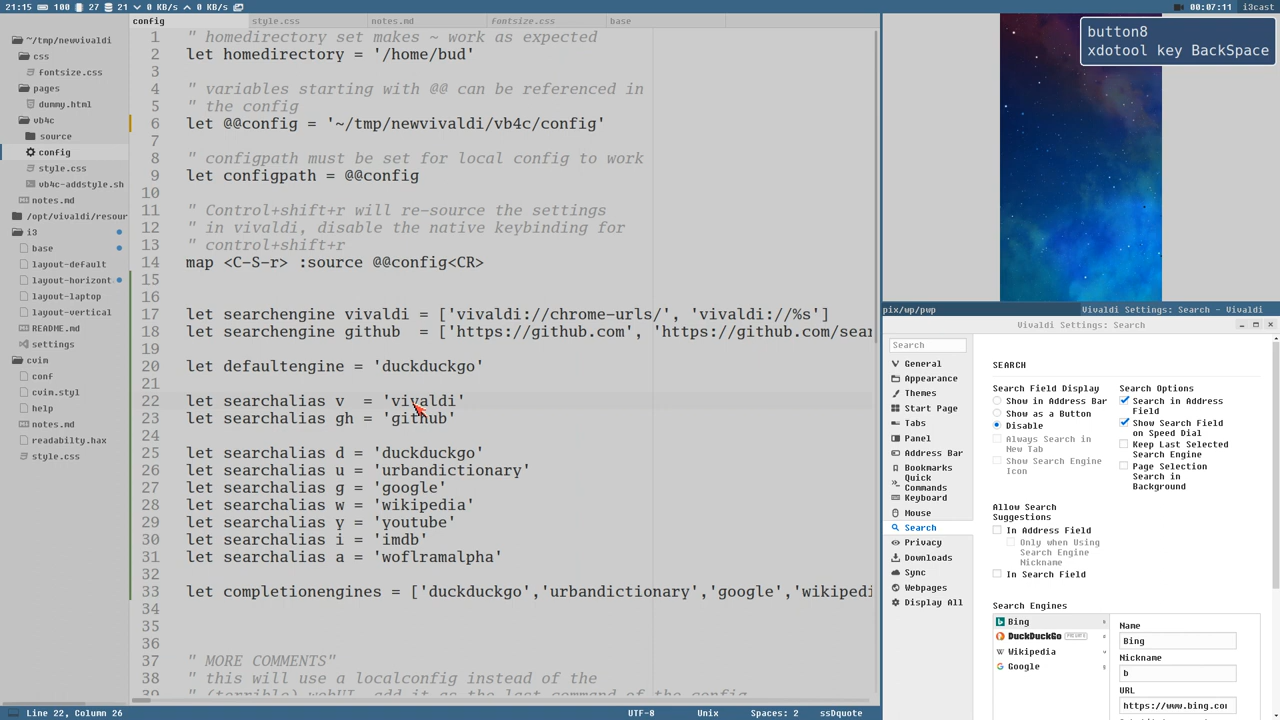 21:15 100 27 21 0 KB/s 0 KB/s
00:07:11 i3cast
button8
xdotool key BackSpace
config style.css notes.md fontsize.css base
~/tmp/newvivaldi
css
fontsize.css
pages
dummy.html
vb4c
source
config
style.css
vb4c-addstyle.sh
notes.md
/opt/vivaldi/resour
i3
base
layout-default
layout-horizont
layout-laptop
layout-vertical
README.md
settings
cvim
conf
cvim.styl
help
notes.md
readabilty.hax
style.css
1 " homedirectory set makes ~ work as expected
2 let homedirectory = '/home/bud'
3
4 " variables starting with @@ can be referenced in
5 " the config
6 let @@config = '~/tmp/newvivaldi/vb4c/config'
7
8 " configpath must be set for local config to work
9 let configpath = @@config
10
11 " Control+shift+r will re-source the settings
12 " in vivaldi, disable the native keybinding for
13 " control+shift+r
14 map <C-S-r> :source @@config<CR>
15
16
17 let searchengine vivaldi = ['vivaldi://chrome-urls/', 'vivaldi://%s']
18 let searchengine github  = ['https://github.com', 'https://github.com/sear
19
20 let defaultengine = 'duckduckgo'
21
22 let searchalias v  = 'vivaldi'
23 let searchalias gh = 'github'
24
25 let searchalias d = 'duckduckgo'
26 let searchalias u = 'urbandictionary'
27 let searchalias g = 'google'
28 let searchalias w = 'wikipedia'
29 let searchalias y = 'youtube'
30 let searchalias i = 'imdb'
31 let searchalias a = 'woflramalpha'
32
33 let completionengines = ['duckduckgo','urbandictionary','google','wikipedi
34
35
36
37 " MORE COMMENTS"
38 " this will use a localconfig instead of the
39 " (terrible) webUI, add it as the last command of the config
Line 22, Column 26 UTF-8 Unix Spaces: 2 ssDquote
pix/wp/pwp Vivaldi Settings: Search - Vivaldi
Vivaldi Settings: Search
Search
General
Appearance
Themes
Start Page
Tabs
Panel
Address Bar
Bookmarks
Quick
Commands
Keyboard
Mouse
Search
Privacy
Downloads
Sync
Webpages
Display All
SEARCH
Search Field Display
Show in Address Bar
Show as a Button
Disable
Always Search in
New Tab
Show Search Engine
Icon
Search Options
Search in Address
Field
Show Search Field
on Speed Dial
Keep Last Selected
Search Engine
Page Selection
Search in
Background
Allow Search
Suggestions
In Address Field
Only when Using
Search Engine
Nickname
In Search Field
Search Engines
Bing
DuckDuckGo
Wikipedia
Google
Name
Bing
Nickname
b
URL
https://www.bing.co